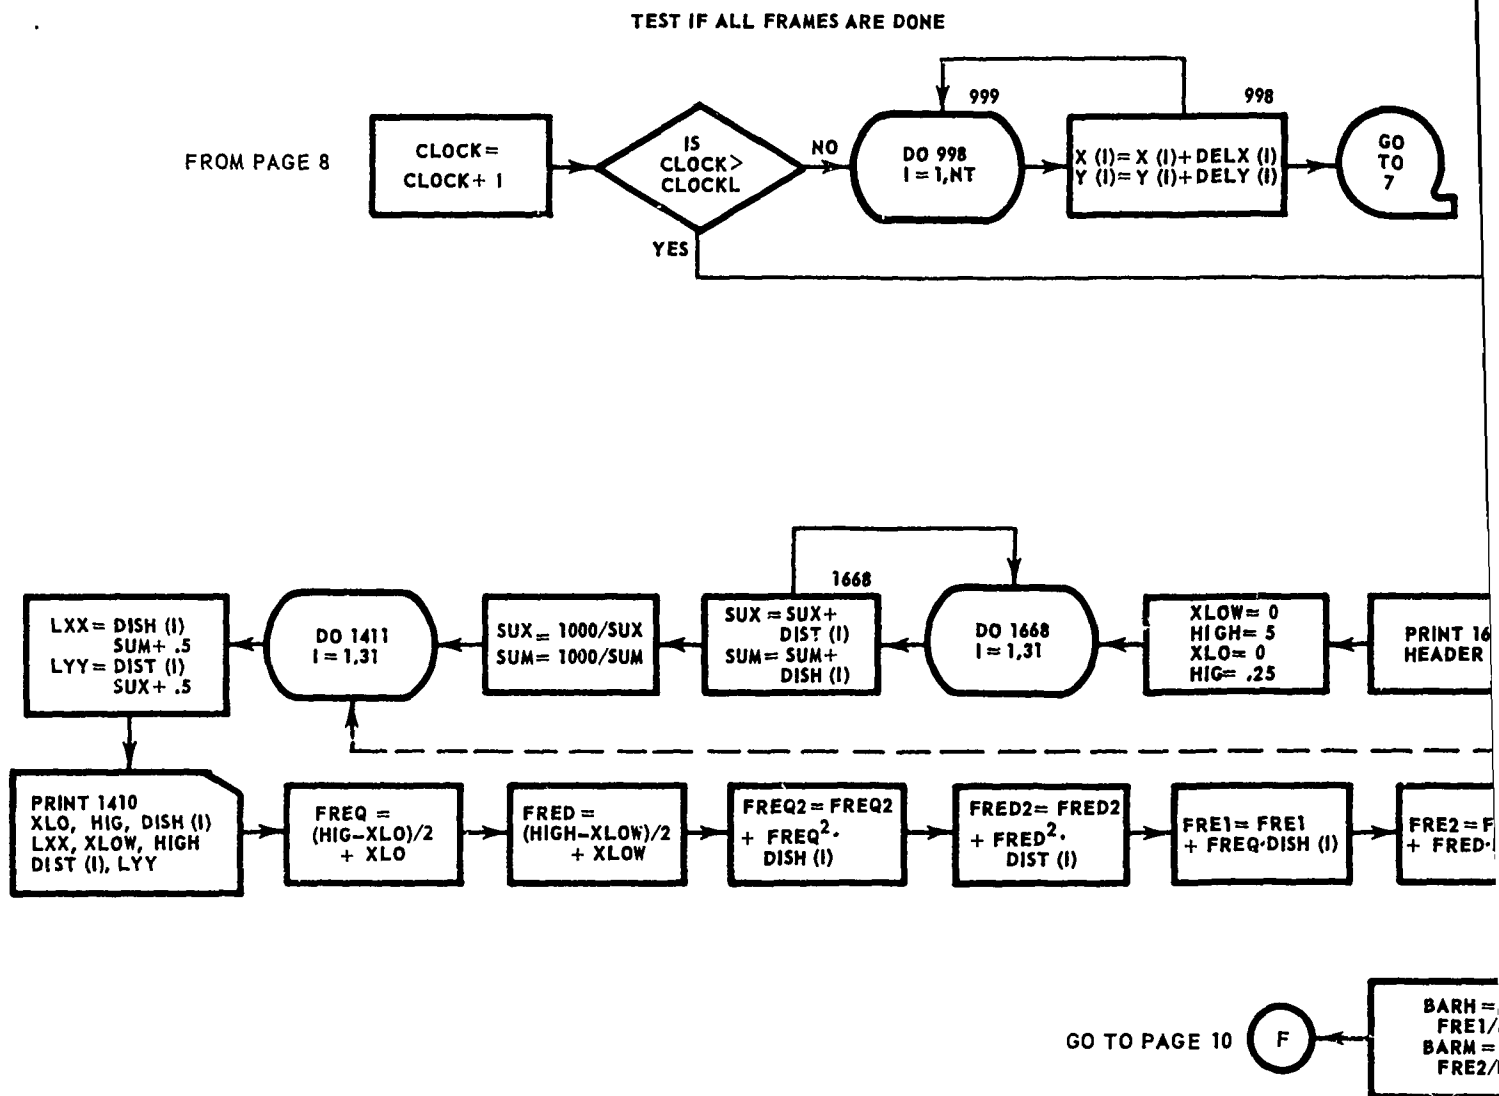 TEST IF ALL FRAMES ARE DONE
FROM PAGE 8
CLOCK =
CLOCK + 1
IS
CLOCK >
CLOCKL
NO
YES
999
DO 998
I = 1,NT
998
X (I)= X (I)+ DELX (I)
Y (I)= Y (I)+ DELY (I)
GO
TO
7
LXX = DISH (I)
SUM + .5
LYY = DIST (I)
SUX + .5
DO 1411
I = 1,31
SUX = 1000/SUX
SUM = 1000/SUM
1668
SUX = SUX +
DIST (I)
SUM = SUM +
DISH (I)
DO 1668
I = 1,31
XLOW = 0
HIGH = 5
XLO = 0
HIG = .25
PRINT 16
HEADER
PRINT 1410
XLO, HIG, DISH (I)
LXX, XLOW, HIGH
DIST (I), LYY
FREQ =
(HIG–XLO)/2
+ XLO
FRED =
(HIGH–XLOW)/2
+ XLOW
FREQ2 = FREQ2
+ FREQ²·
DISH (I)
FRED2 = FRED2
+ FRED²·
DIST (I)
FRE1 = FRE1
+ FREQ·DISH (I)
FRE2 = F
+ FRED·
GO TO PAGE 10
F
BARH =
FRE1/
BARM =
FRE2/